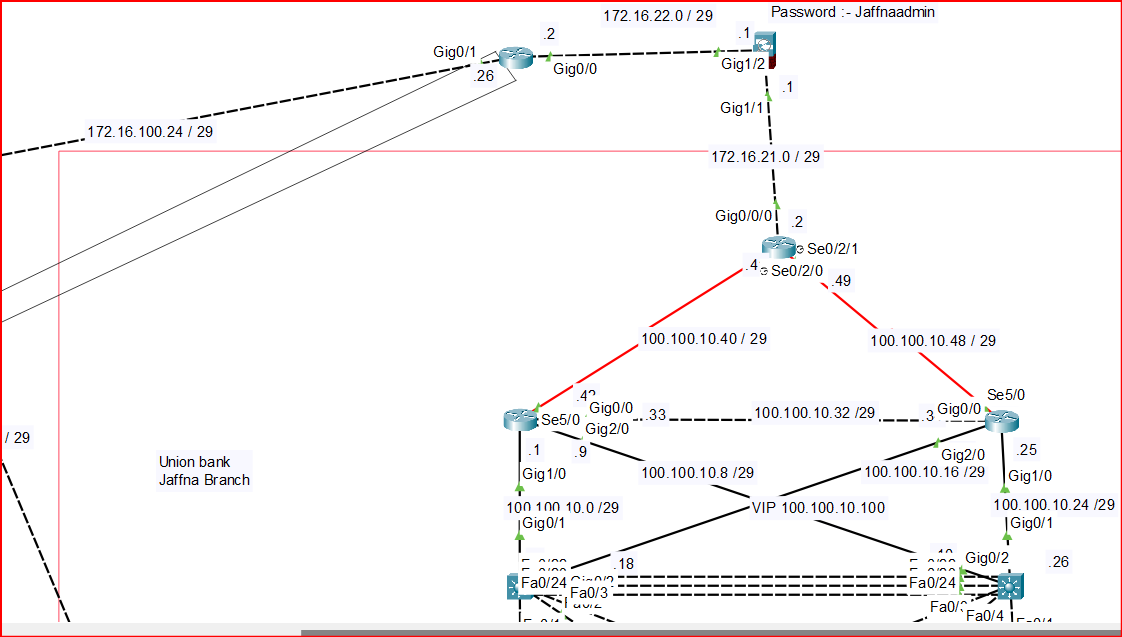 Password :- Jaffnaadmin
172.16.22.0 / 29
.2
.1
Gig0/1
Gig0/0
Gig1/2
.26
.1
Gig1/1
172.16.100.24 / 29
172.16.21.0 / 29
Gig0/0/0
.2
Se0/2/1
.4
Se0/2/0
.49
100.100.10.40 / 29
100.100.10.48 / 29
Se5/0
Gig0/0
.33
100.100.10.32 /29
.3
Gig0/0
Se5/0
Gig2/0
/ 29
.1
.9
Gig2/0
.25
Union bank
Jaffna Branch
Gig1/0
100.100.10.8 /29
100.100.10.16 /29
Gig1/0
100.100.10.0 /29
VIP 100.100.10.100
100.100.10.24 /29
Gig0/1
Gig0/1
.18
Gig0/2
.26
Fa0/24
Fa0/3
Fa0/24
Fa0/4